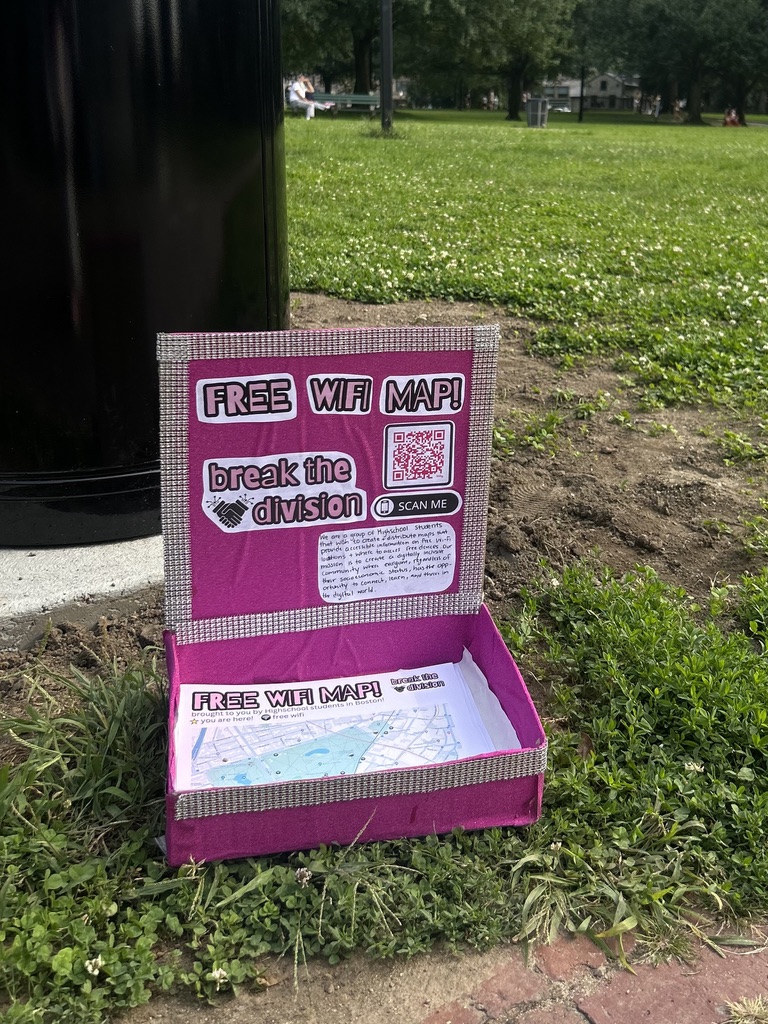 FREE WIFI MAP!
break the
division
SCAN ME
We are a group of Highschool students
that wish to create + distribute maps that
provide accessible information on free Wi-Fi
locations + where to access free devices. Our
mission is to create a digitally inclusive
community where everyone, regardless of
their socioeconomic status, has the opp-
ortunity to connect, learn, and thrive in
the digital world.
FREE WIFI MAP!
break the
division
brought to you by Highschool students in Boston!
you are here! free wifi